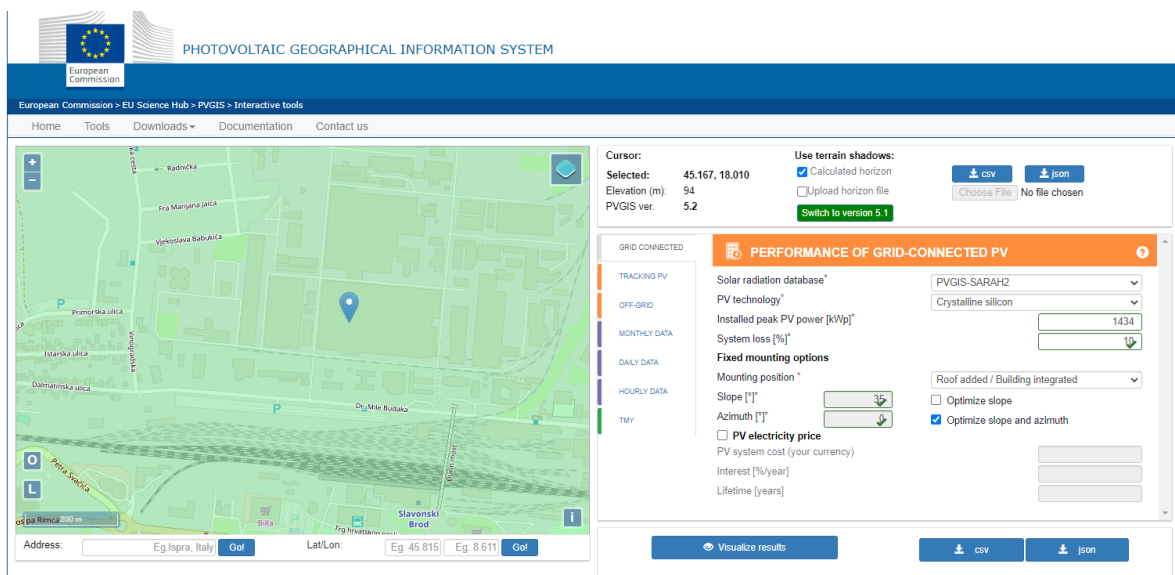 European
Commission
PHOTOVOLTAIC GEOGRAPHICAL INFORMATION SYSTEM
European Commission > EU Science Hub > PVGIS > Interactive tools
Home Tools Downloads Documentation Contact us
+
−
← Radnička
Fra Marijana Jaića
Vjekoslava Babukića
P
Primorska ulica
Vinogradska
Istarska ulica
Dalmatinska ulica
P
Dr. Mile Budaka
Petra Svačića
O
L
200 m
Billa
Slavonski
Brod
i
Address: Eg.Ispra, Italy Go! Lat/Lon: Eg. 45.815 Eg. 8.611 Go!
Cursor:
Selected: 45.167, 18.010
Elevation (m): 94
PVGIS ver. 5.2
Use terrain shadows:
Calculated horizon
Upload horizon file
Switch to version 5.1
csv json
Choose File No file chosen
GRID CONNECTED
TRACKING PV
OFF-GRID
MONTHLY DATA
DAILY DATA
HOURLY DATA
TMY
PERFORMANCE OF GRID-CONNECTED PV ?
Solar radiation database* PVGIS-SARAH2
PV technology* Crystalline silicon
Installed peak PV power [kWp]* 1434
System loss [%]* 10
Fixed mounting options
Mounting position * Roof added / Building integrated
Slope [°]* 35 Optimize slope
Azimuth [°]* 0 Optimize slope and azimuth
PV electricity price
PV system cost (your currency)
Interest [%/year]
Lifetime [years]
Visualize results csv json